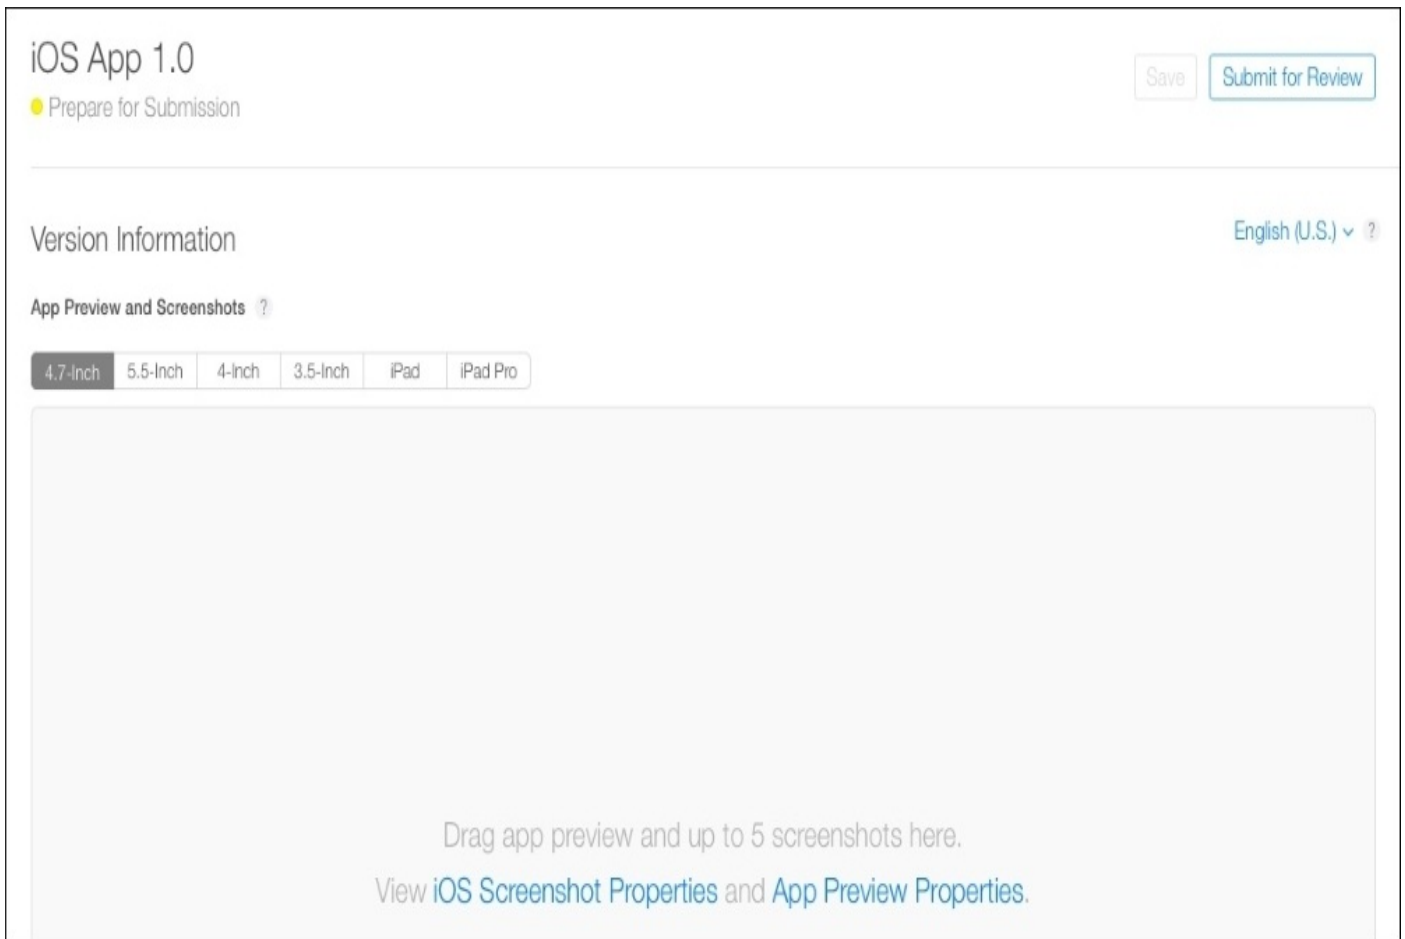 iOS App 1.0
Save
Submit for Review
Prepare for Submission
Version Information
English (U.S.)
?
App Preview and Screenshots ?
4.7-Inch 5.5-Inch 4-Inch 3.5-Inch iPad iPad Pro
Drag app preview and up to 5 screenshots here.
View iOS Screenshot Properties and App Preview Properties.